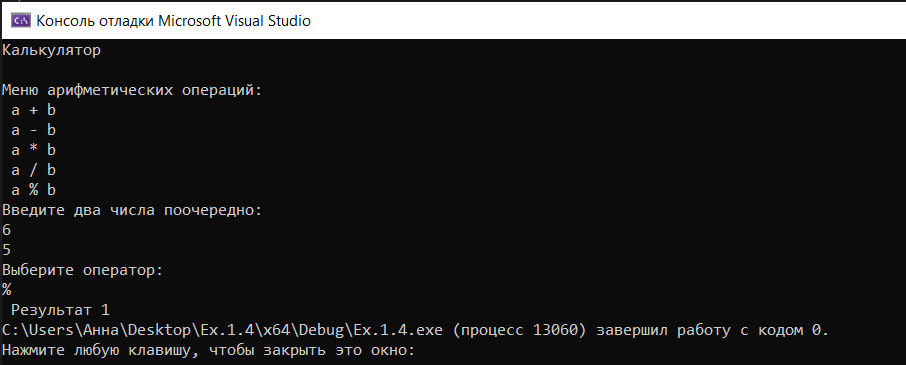 Консоль отладки Microsoft Visual Studio
Калькулятор
Меню арифметических операций:
a + b
a - b
a * b
a / b
a % b
Введите два числа поочередно:
6
5
Выберите оператор:
%
Результат 1
C:\Users\Анна\Desktop\Ex.1.4\x64\Debug\Ex.1.4.exe (процесс 13060) завершил работу с кодом 0.
Нажмите любую клавишу, чтобы закрыть это окно: